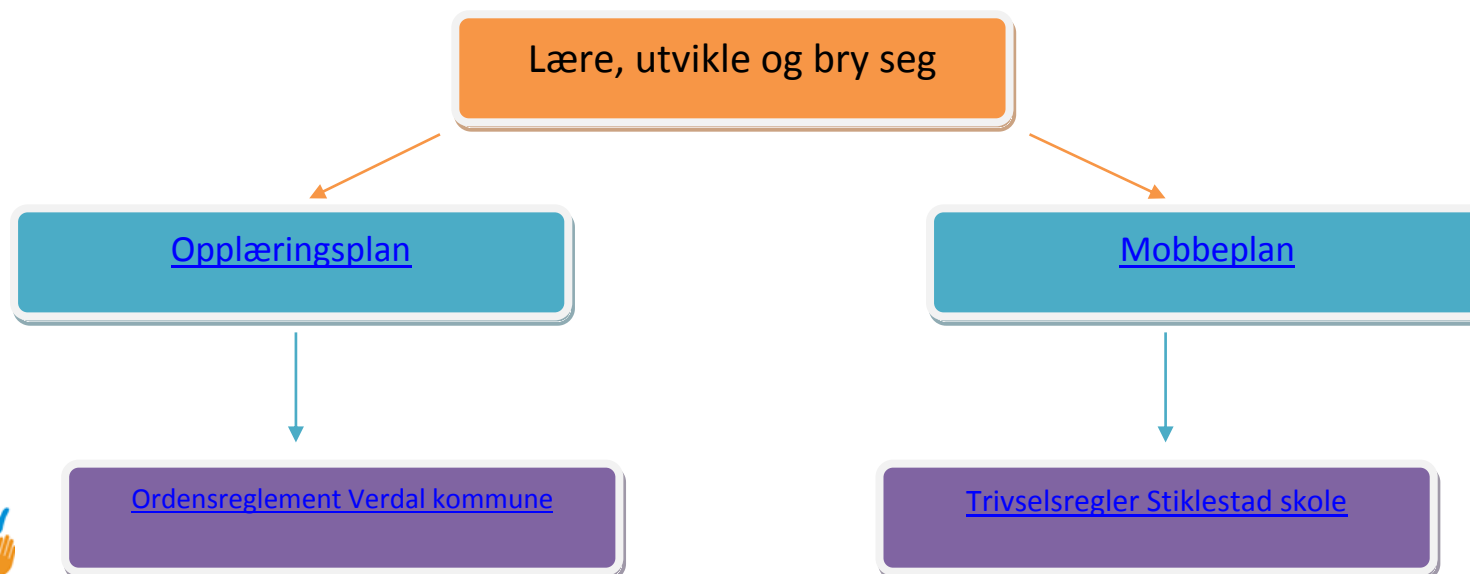 Lære, utvikle og bry seg
Opplæringsplan
Mobbeplan
Ordensreglement Verdal kommune
Trivselsregler Stiklestad skole